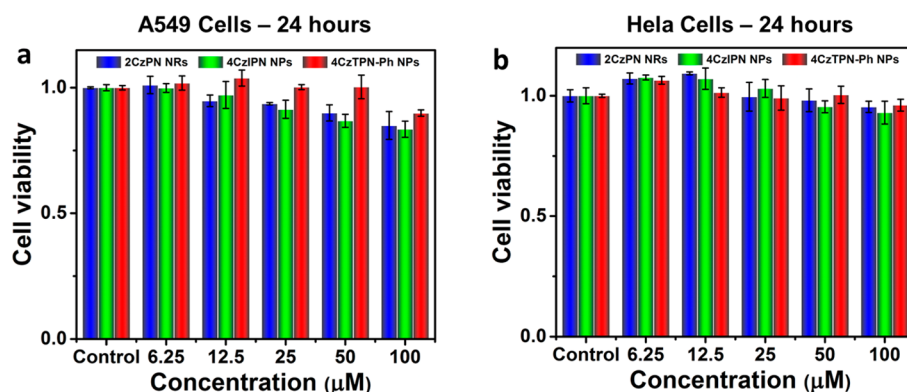 A549 Cells – 24 hours
a
2CzPN NRs 4CzIPN NPs 4CzTPN-Ph NPs
1.0
0.5
0.0
Cell viability
Control 6.25 12.5 25 50 100
Concentration (μM)
Hela Cells – 24 hours
b
2CzPN NRs 4CzIPN NPs 4CzTPN-Ph NPs
1.0
0.5
0.0
Cell viability
Control 6.25 12.5 25 50 100
Concentration (μM)